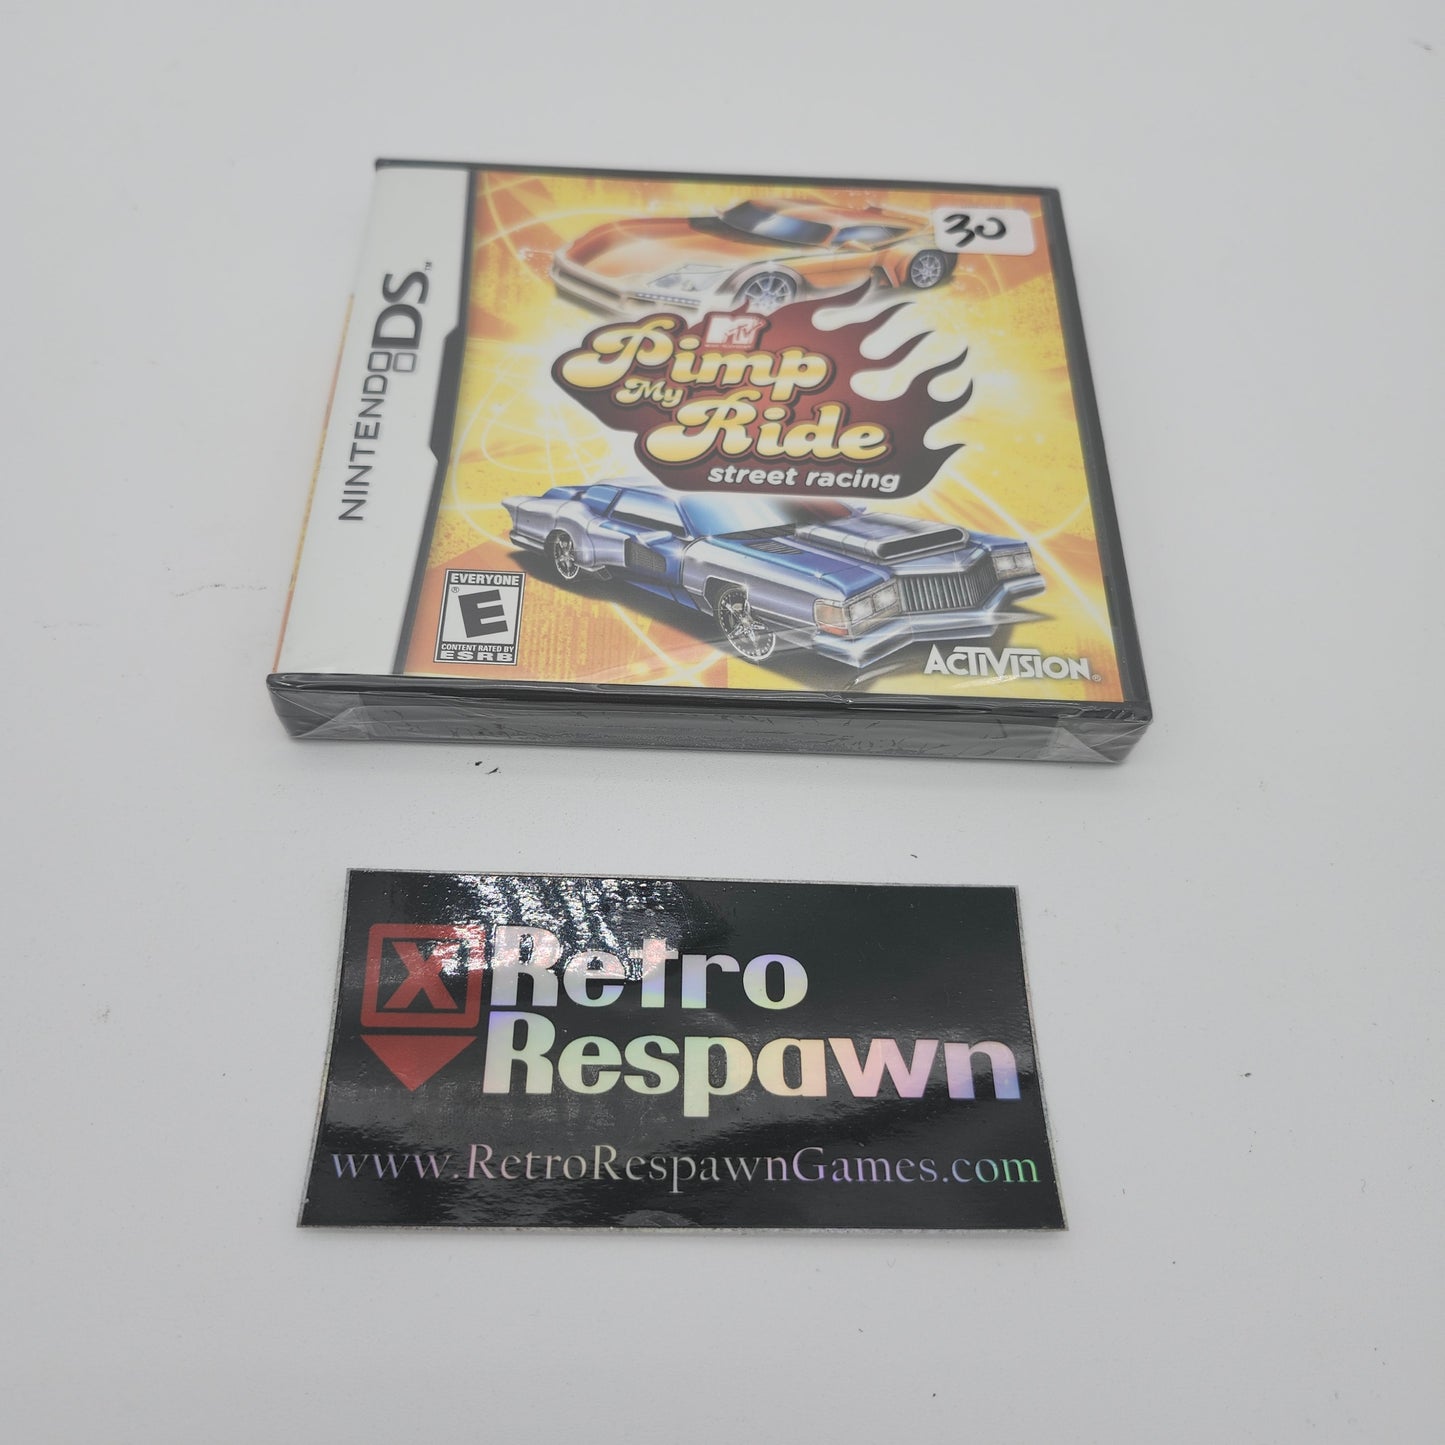 NINTENDO DS™
30
MTV
Pimp
My
Ride
street racing
EVERYONE
E
®
CONTENT RATED BY
ESRB
ACTIVISION®
X
Retro
Respawn
www.RetroRespawnGames.com